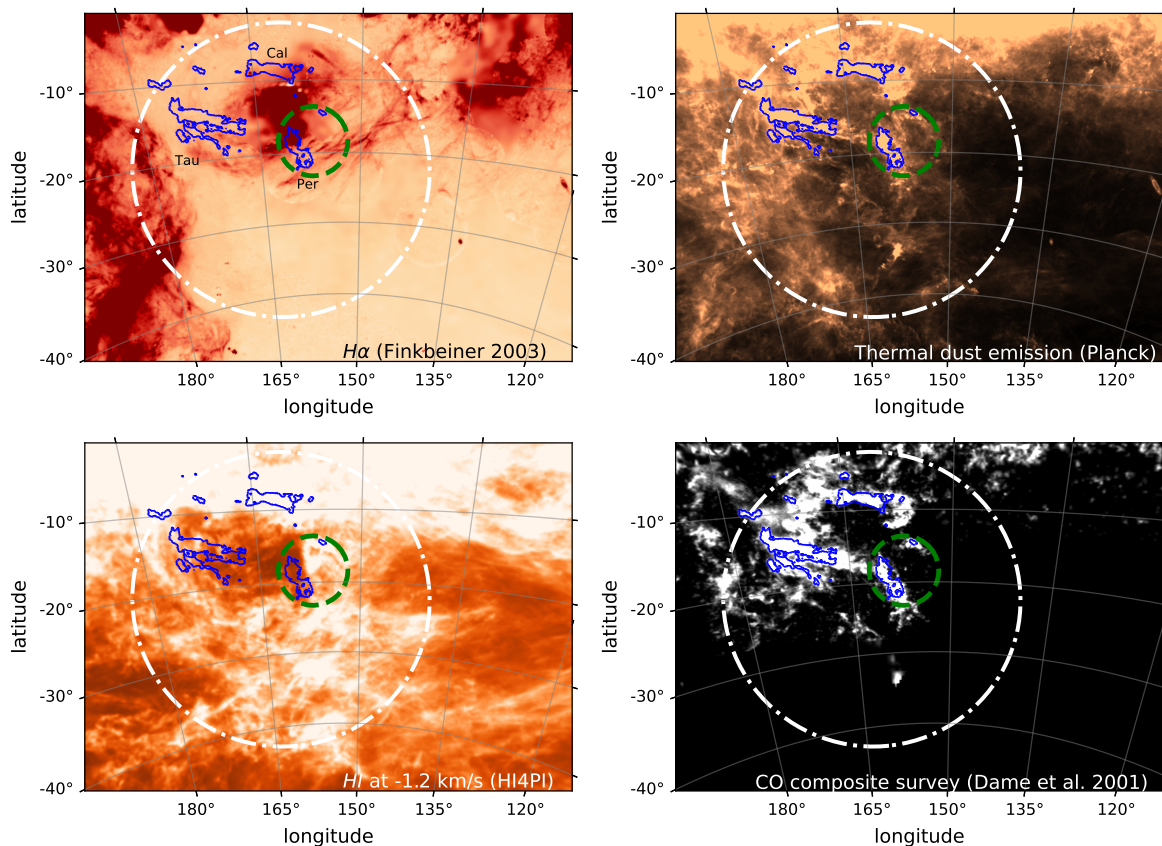 Cal
Tau
Per
Hα (Finkbeiner 2003)
-10°
-20°
-30°
-40°
latitude
180°
165°
150°
135°
120°
longitude
Thermal dust emission (Planck)
-10°
-20°
-30°
-40°
latitude
180°
165°
150°
135°
120°
longitude
HI at -1.2 km/s (HI4PI)
-10°
-20°
-30°
-40°
latitude
180°
165°
150°
135°
120°
longitude
CO composite survey (Dame et al. 2001)
-10°
-20°
-30°
-40°
latitude
180°
165°
150°
135°
120°
longitude